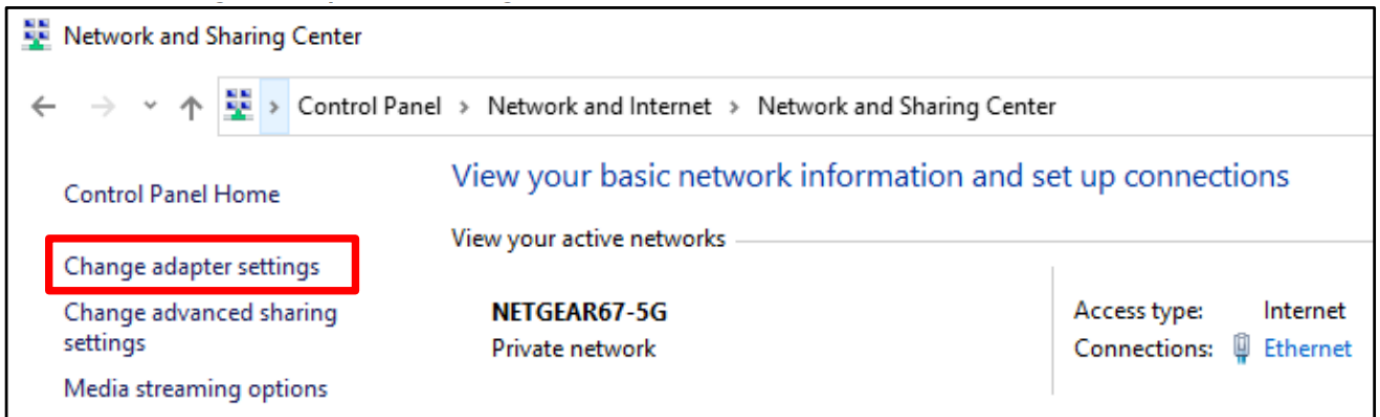 Network and Sharing Center
Control Panel > Network and Internet > Network and Sharing Center
Control Panel Home
Change adapter settings
Change advanced sharing
settings
Media streaming options
View your basic network information and set up connections
View your active networks
NETGEAR67-5G
Private network
Access type: Internet
Connections: Ethernet